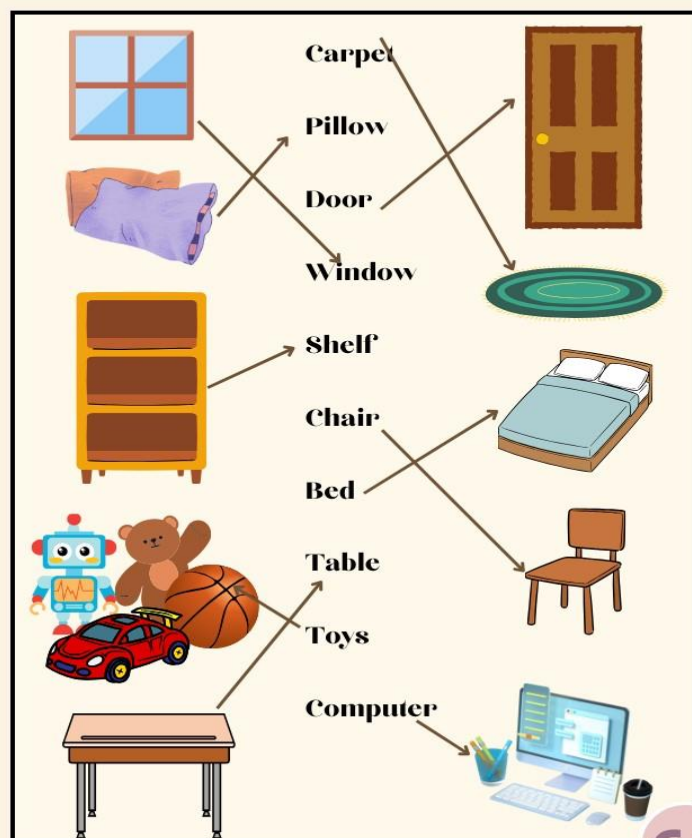 Carpet
Pillow
Door
Window
Shelf
Chair
Bed
Table
Toys
Computer